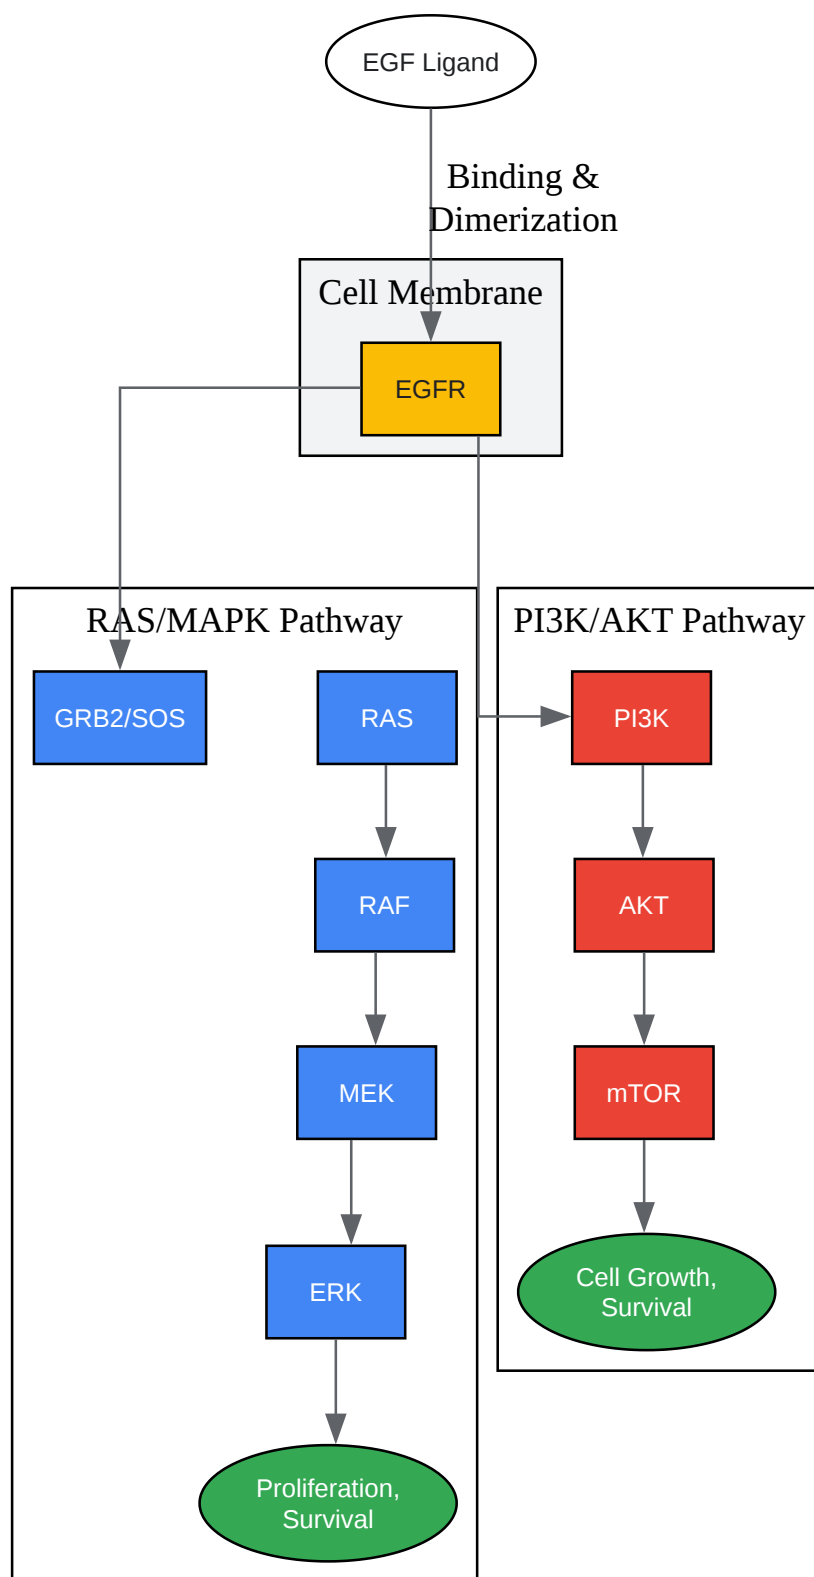 EGF Ligand
Binding &
Dimerization
Cell Membrane
EGFR
RAS/MAPK Pathway
GRB2/SOS
RAS
RAF
MEK
ERK
Proliferation,
Survival
PI3K/AKT Pathway
PI3K
AKT
mTOR
Cell Growth,
Survival